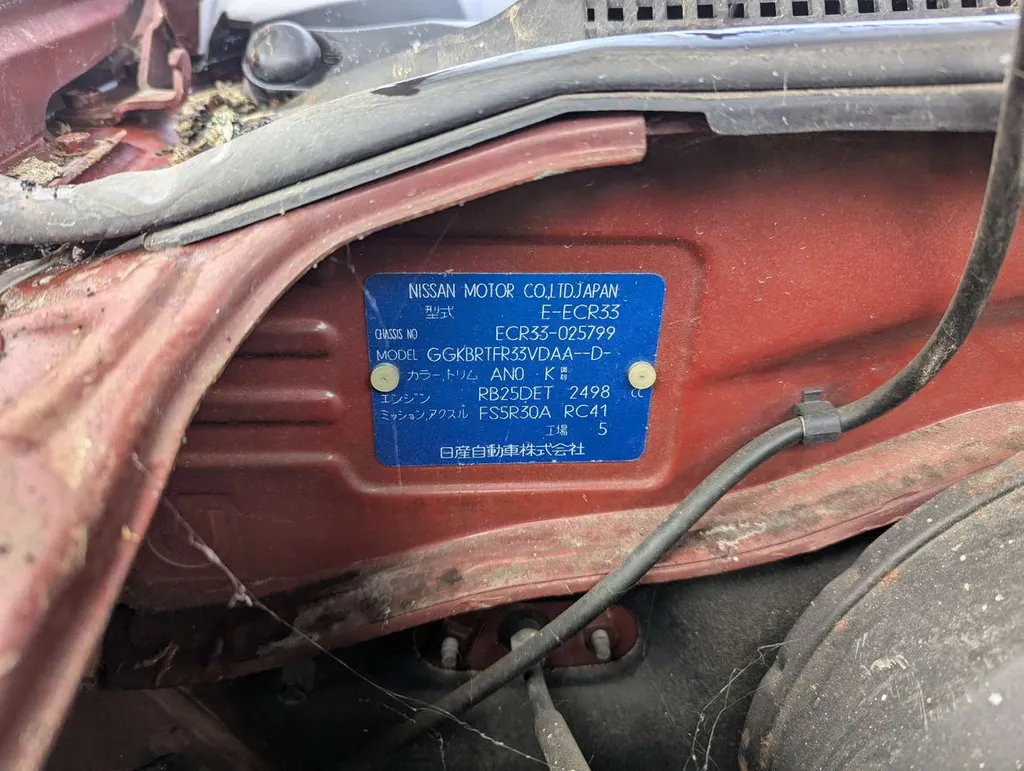 NISSAN MOTOR CO.,LTD.JAPAN
型式 E-ECR33
CHASSIS NO ECR33-025799
MODEL GGKBRTFR33VDAA--D-
カラー,トリム AN0 · K 識別
エンジン RB25DET 2498 cc
ミッション,アクスル FS5R30A RC41
工場 5
日産自動車株式会社